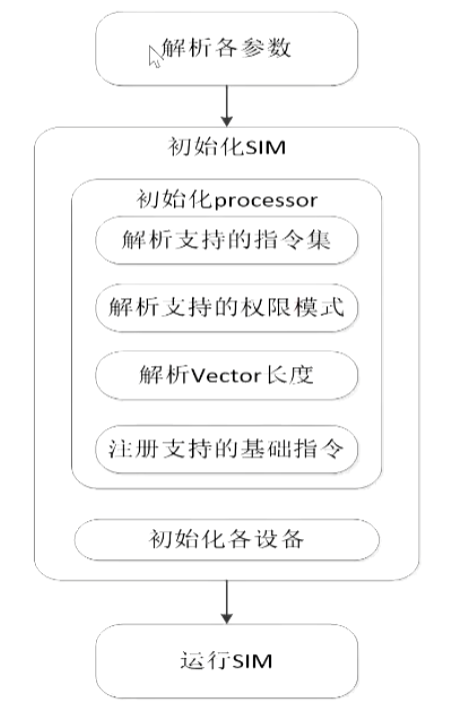 解析各参数
初始化SIM
初始化processor
解析支持的指令集
解析支持的权限模式
解析Vector长度
注册支持的基础指令
初始化各设备
运行SIM